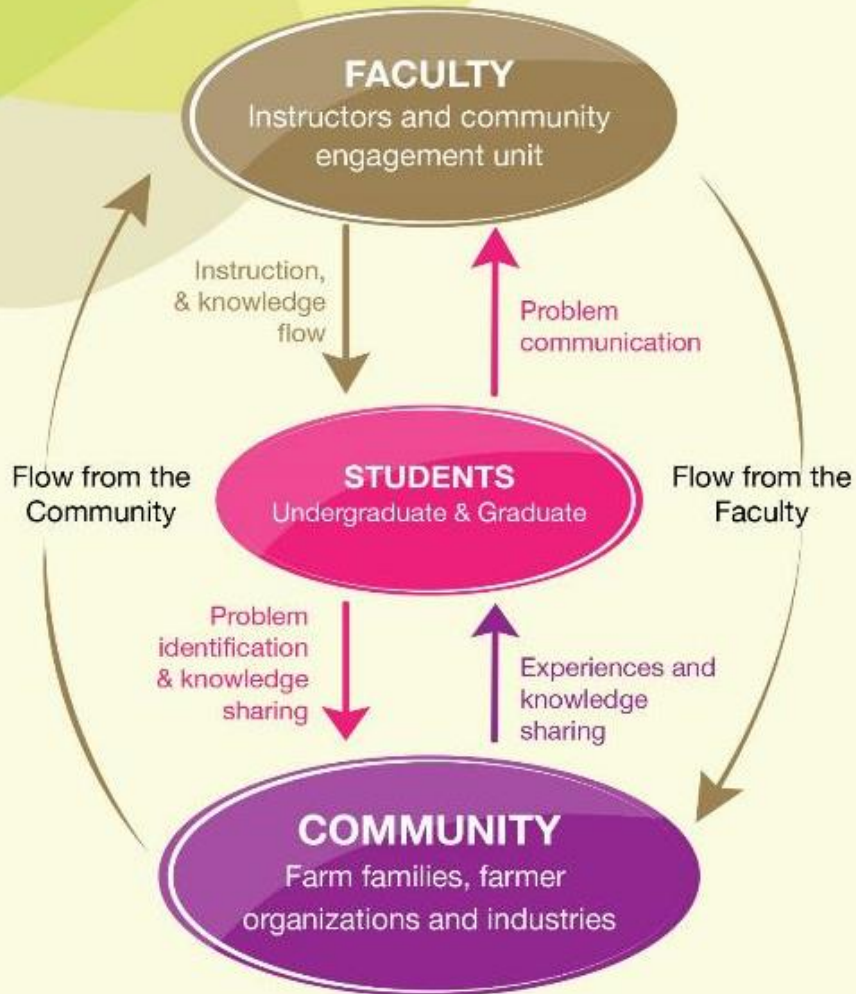 FACULTY
Instructors and community
engagement unit
Instruction,
& knowledge
flow
Problem
communication
Flow from the
Community
STUDENTS
Undergraduate & Graduate
Flow from the
Faculty
Problem
identification
& knowledge
sharing
Experiences and
knowledge
sharing
COMMUNITY
Farm families, farmer
organizations and industries